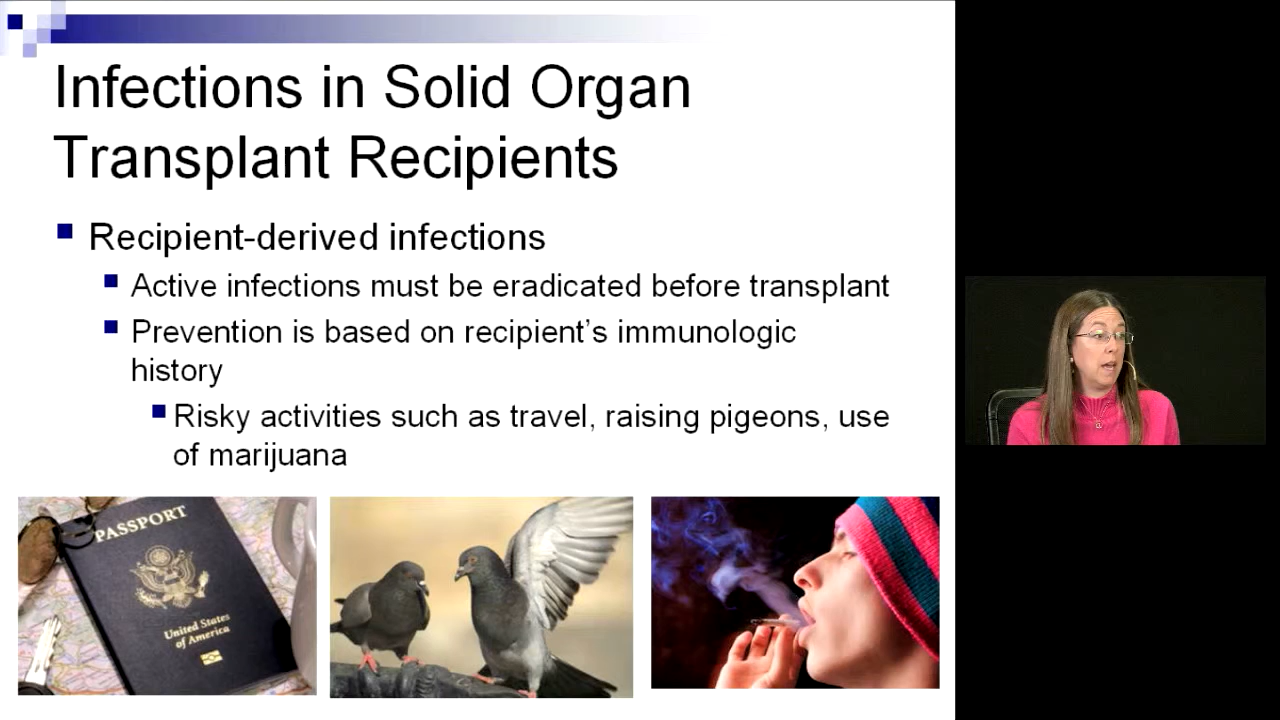 Infections in Solid Organ
Transplant Recipients
Recipient-derived infections
Active infections must be eradicated before transplant
Prevention is based on recipient’s immunologic
history
Risky activities such as travel, raising pigeons, use
of marijuana
PASSPORT
United States
of America